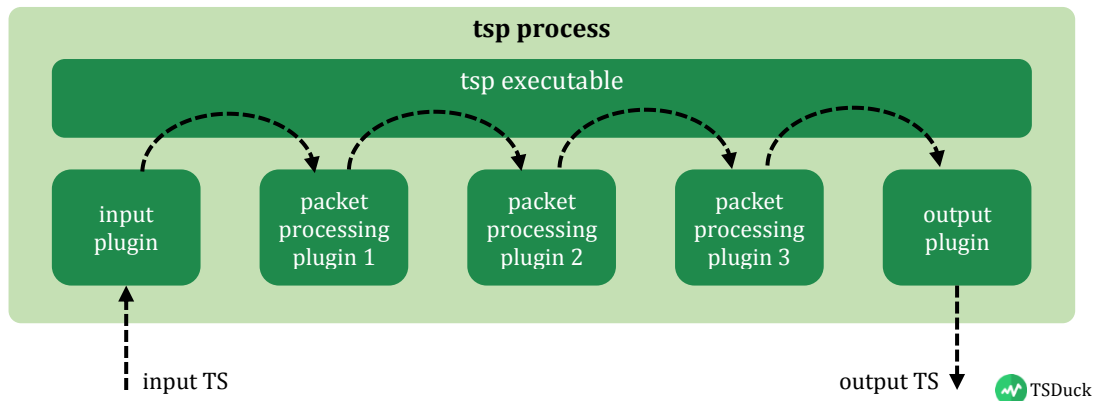 tsp process
tsp executable
input
plugin
packet
processing
plugin 1
packet
processing
plugin 2
packet
processing
plugin 3
output
plugin
input TS
output TS
TSDuck